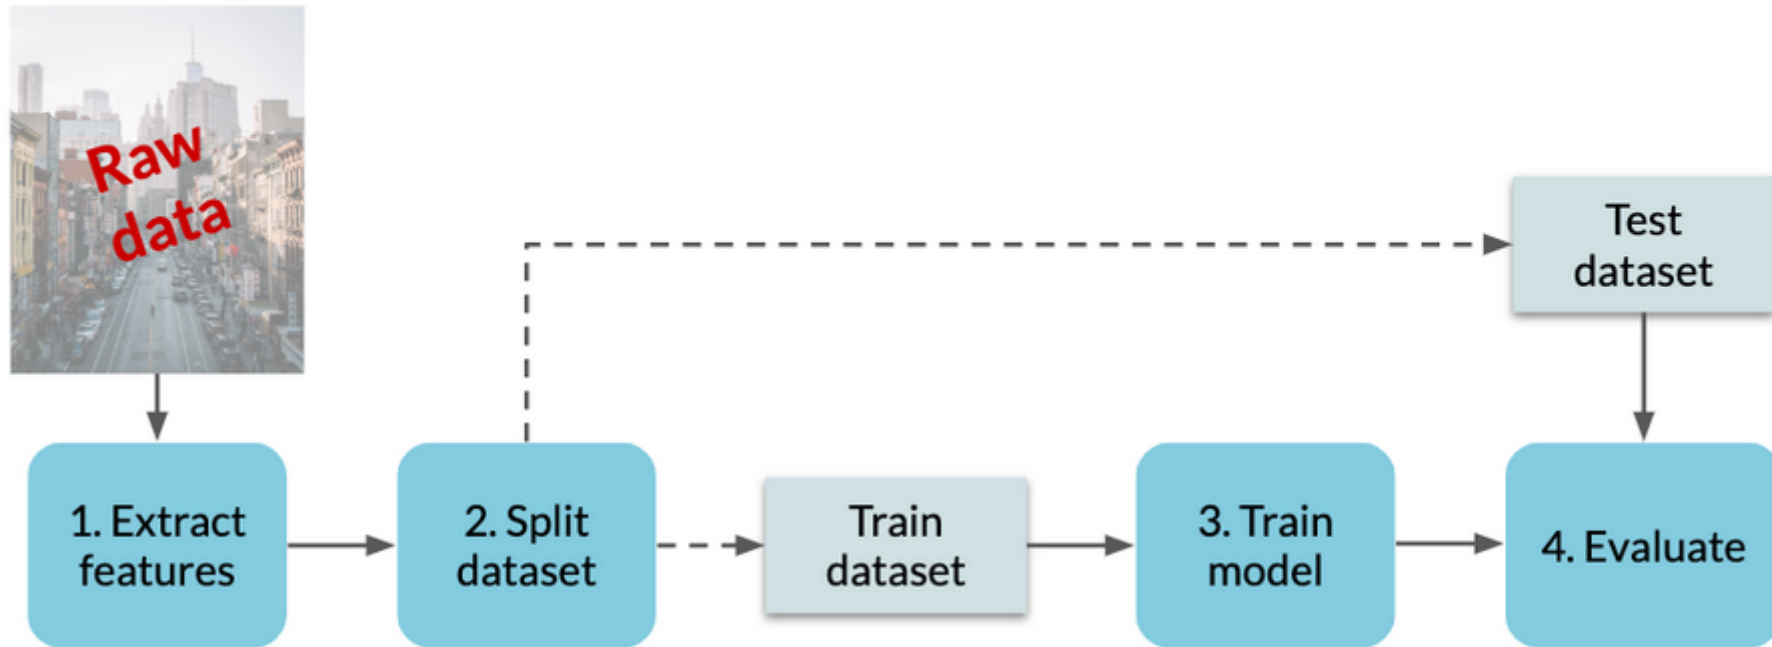 Raw
data
Test
dataset
1. Extract
features
2. Split
dataset
Train
dataset
3. Train
model
4. Evaluate